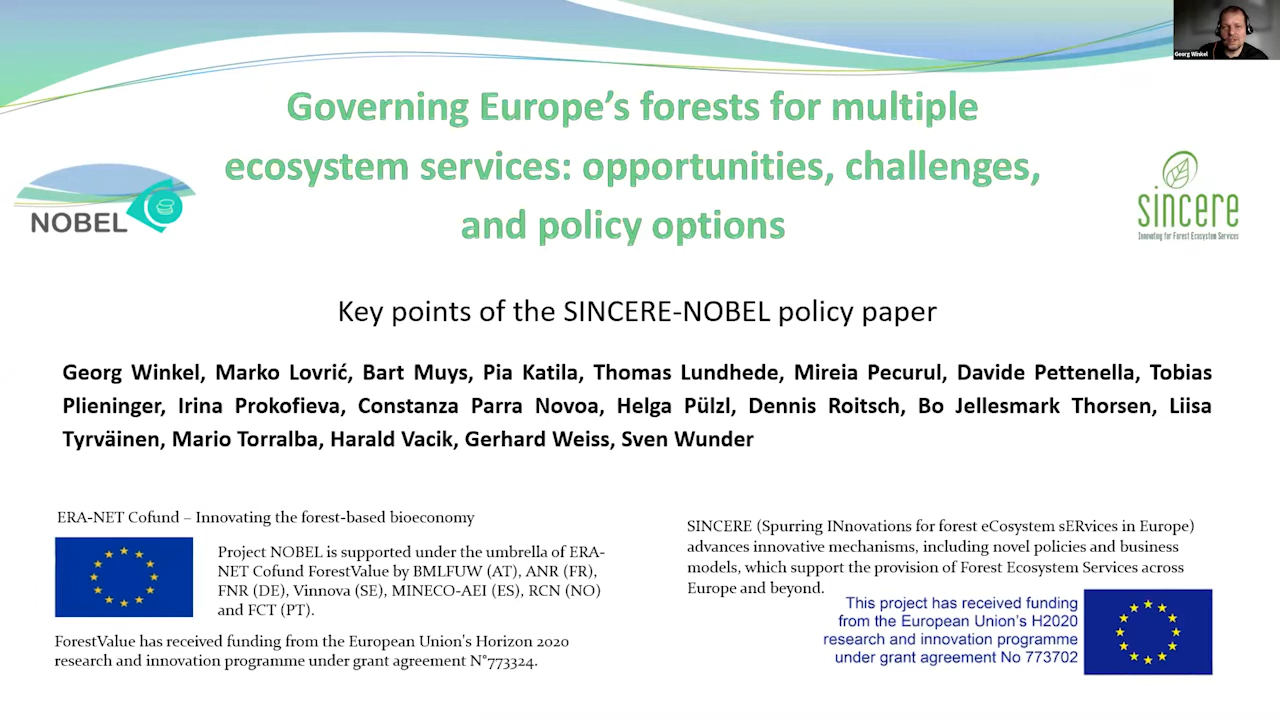 Georg Winkel
Governing Europe’s forests for multiple
ecosystem services: opportunities, challenges,
and policy options
NOBEL
sincere
Innovating for Forest Ecosystem Services
Key points of the SINCERE-NOBEL policy paper
Georg Winkel, Marko Lovrić, Bart Muys, Pia Katila, Thomas Lundhede, Mireia Pecurul, Davide Pettenella, Tobias
Plieninger, Irina Prokofieva, Constanza Parra Novoa, Helga Pülzl, Dennis Roitsch, Bo Jellesmark Thorsen, Liisa
Tyrväinen, Mario Torralba, Harald Vacik, Gerhard Weiss, Sven Wunder
ERA-NET Cofund – Innovating the forest-based bioeconomy
Project NOBEL is supported under the umbrella of ERA-
NET Cofund ForestValue by BMLFUW (AT), ANR (FR),
FNR (DE), Vinnova (SE), MINECO-AEI (ES), RCN (NO)
and FCT (PT).
ForestValue has received funding from the European Union's Horizon 2020
research and innovation programme under grant agreement N°773324.
SINCERE (Spurring INnovations for forest eCosystem sERvices in Europe)
advances innovative mechanisms, including novel policies and business
models, which support the provision of Forest Ecosystem Services across
Europe and beyond.
This project has received funding
from the European Union’s H2020
research and innovation programme
under grant agreement No 773702